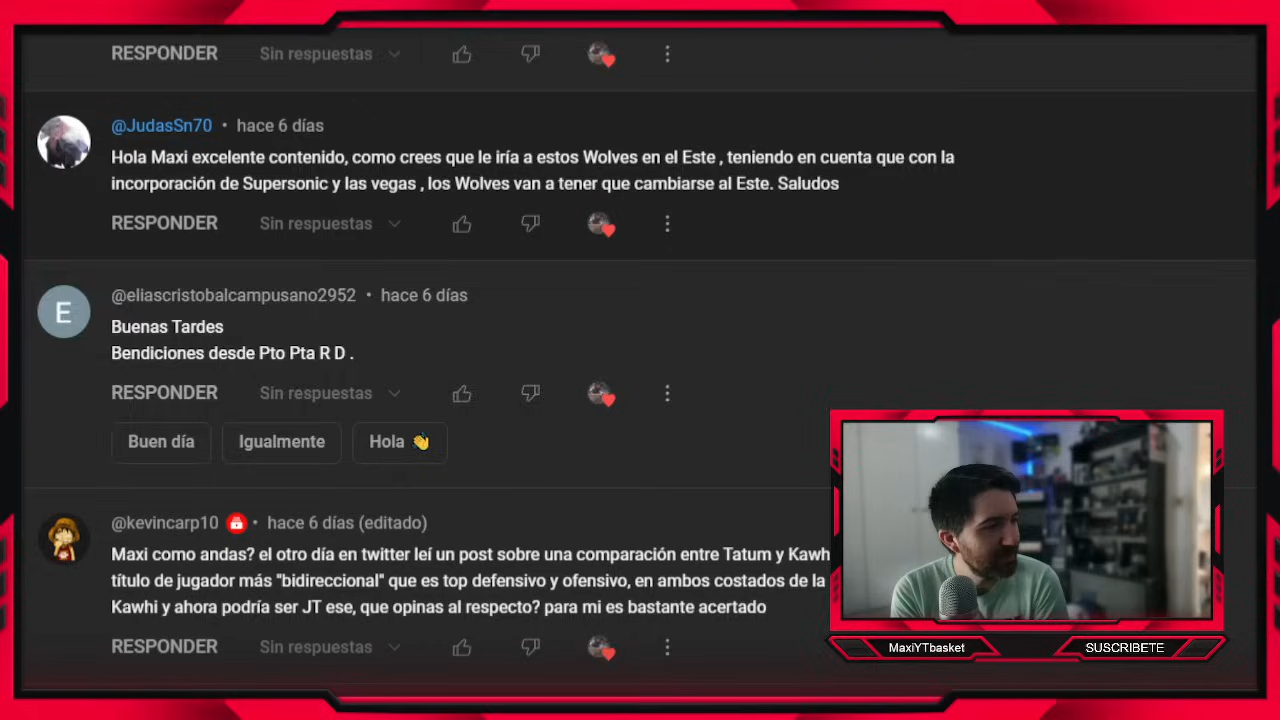 RESPONDER Sin respuestas
@JudasSn70 • hace 6 días
Hola Maxi excelente contenido, como crees que le iría a estos Wolves en el Este , teniendo en cuenta que con la
incorporación de Supersonic y las vegas , los Wolves van a tener que cambiarse al Este. Saludos
RESPONDER Sin respuestas
E
@eliascristobalcampusano2952 • hace 6 días
Buenas Tardes
Bendiciones desde Pto Pta R D .
RESPONDER Sin respuestas
Buen día Igualmente Hola 👏
@kevincarp10 • hace 6 días (editado)
Maxi como andas? el otro día en twitter leí un post sobre una comparación entre Tatum y Kawh
título de jugador más "bidireccional" que es top defensivo y ofensivo, en ambos costados de la
Kawhi y ahora podría ser JT ese, que opinas al respecto? para mi es bastante acertado
RESPONDER Sin respuestas
MaxiYTbasket SUSCRIBETE